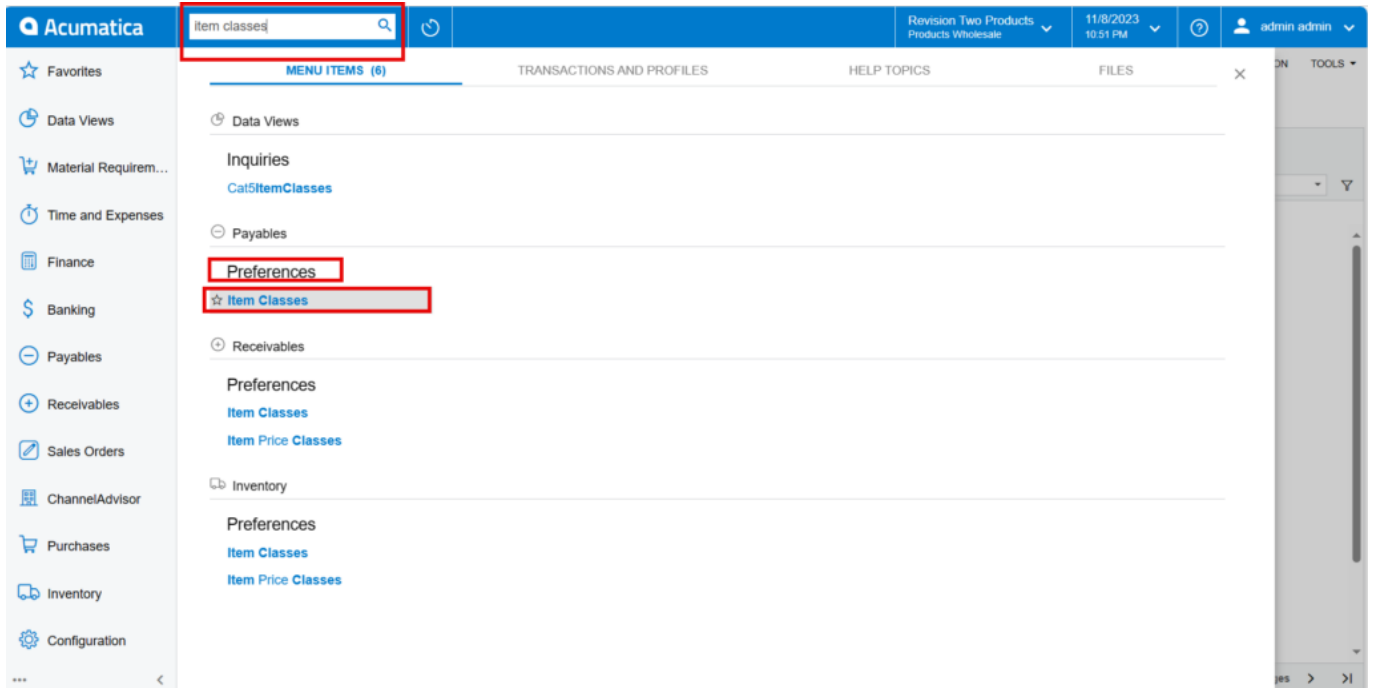 Acumatica
item classes
Revision Two Products
Products Wholesale
11/8/2023
10:51 PM
admin admin
Favorites
Data Views
Material Requirem...
Time and Expenses
Finance
Banking
Payables
Receivables
Sales Orders
ChannelAdvisor
Purchases
Inventory
Configuration
MENU ITEMS (6)
TRANSACTIONS AND PROFILES
HELP TOPICS
FILES
TOOLS
Data Views
Inquiries
Cat5ItemClasses
Payables
Preferences
Item Classes
Receivables
Preferences
Item Classes
Item Price Classes
Inventory
Preferences
Item Classes
Item Price Classes